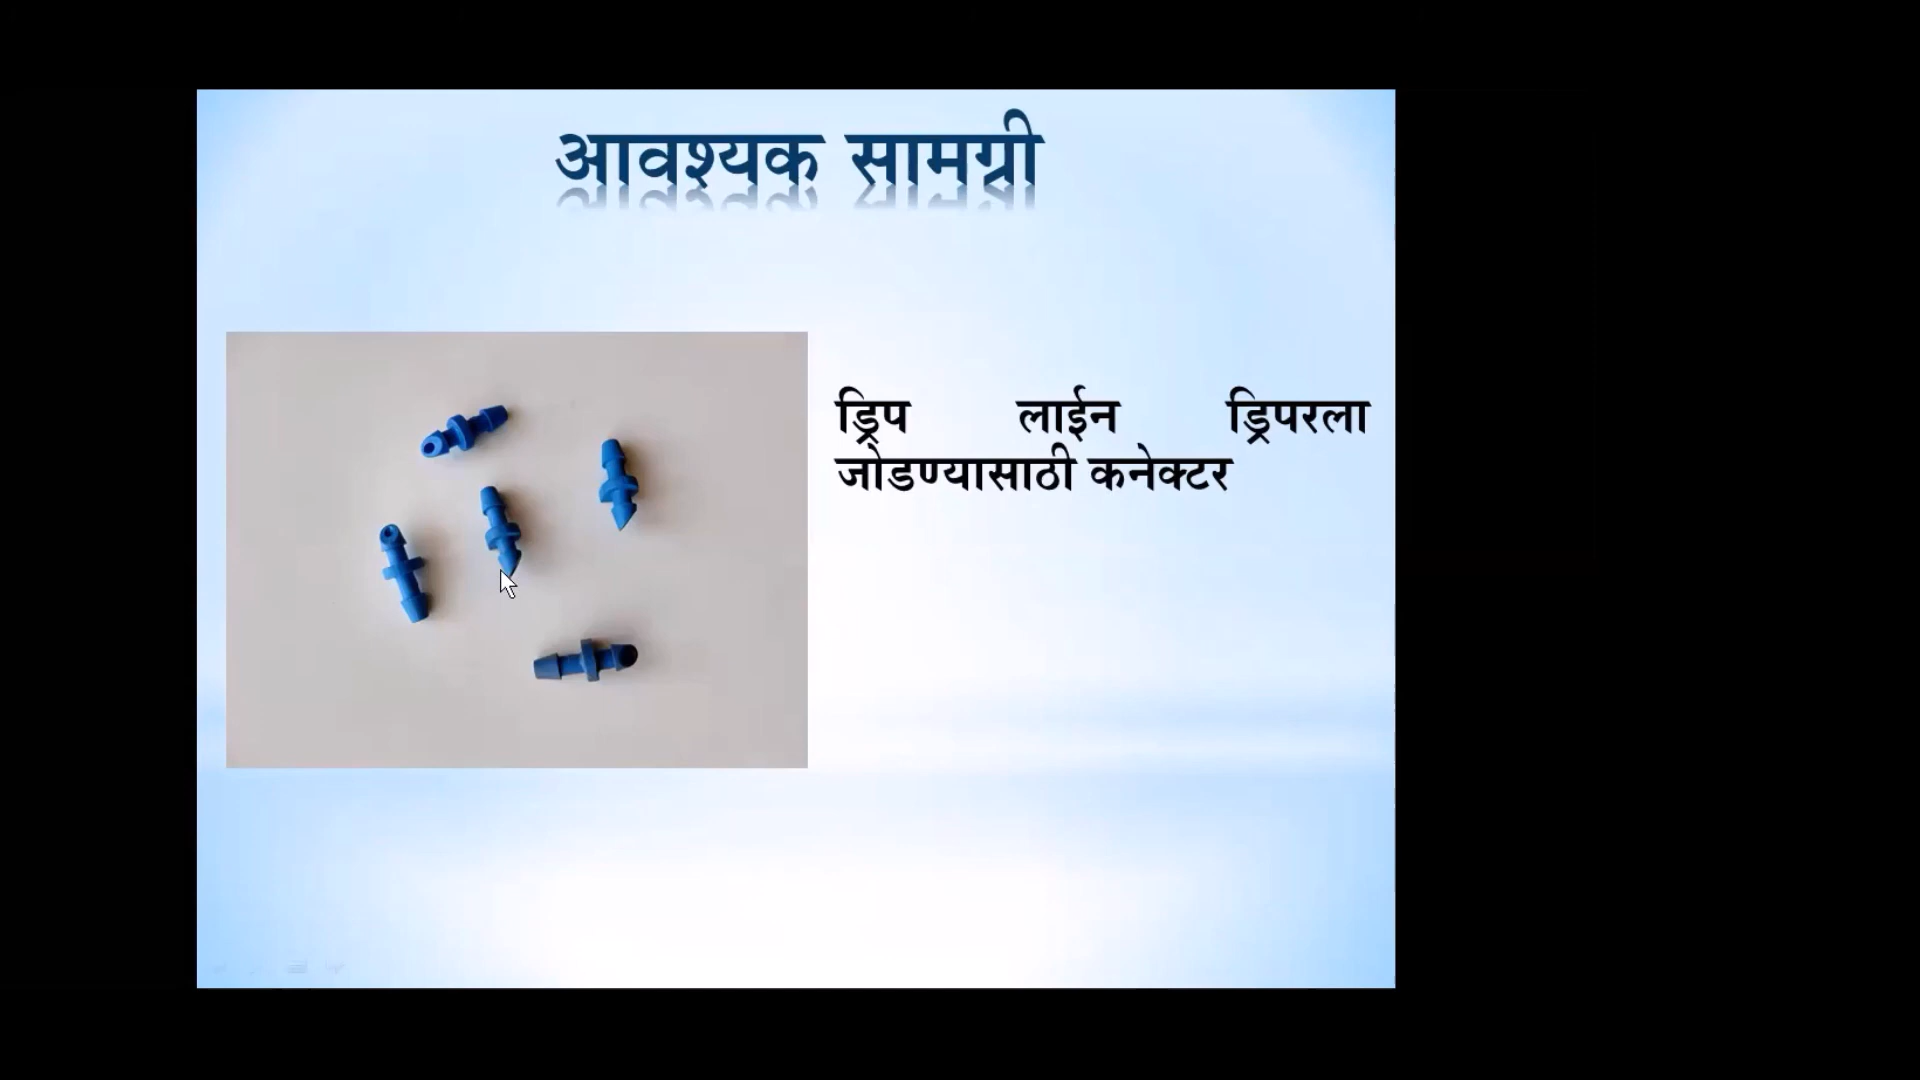 आवश्यक सामग्री
ड्रिप लाईन ड्रिपरला
जोडण्यासाठी कनेक्टर